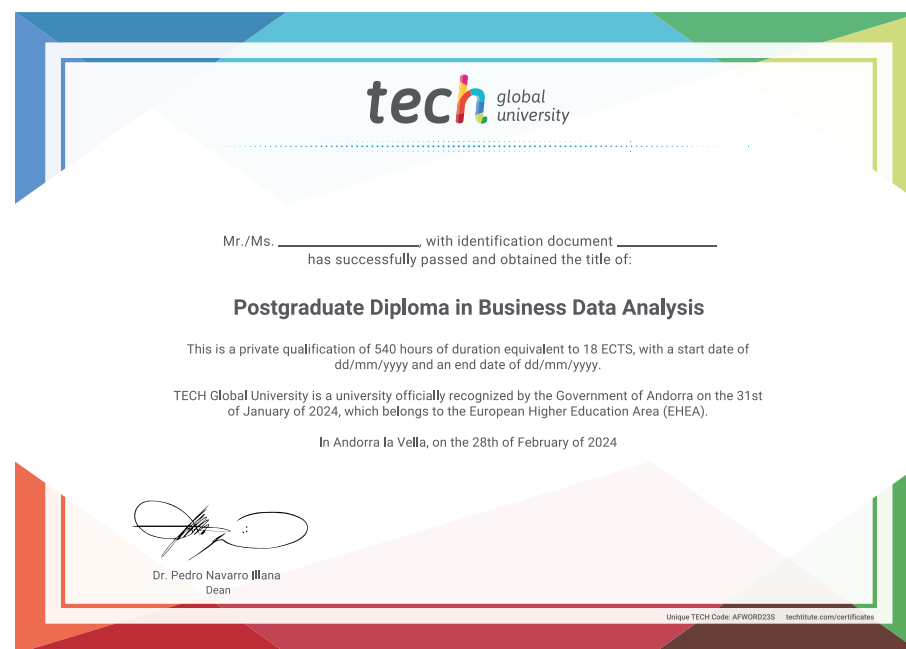 tech global
university
Mr./Ms. ____________________, with identification document ______________
has successfully passed and obtained the title of:
Postgraduate Diploma in Business Data Analysis
This is a private qualification of 540 hours of duration equivalent to 18 ECTS, with a start date of
dd/mm/yyyy and an end date of dd/mm/yyyy.
TECH Global University is a university officially recognized by the Government of Andorra on the 31st
of January of 2024, which belongs to the European Higher Education Area (EHEA).
In Andorra la Vella, on the 28th of February of 2024
Dr. Pedro Navarro Illana
Dean
Unique TECH Code: AFWORD23S techtitute.com/certificates